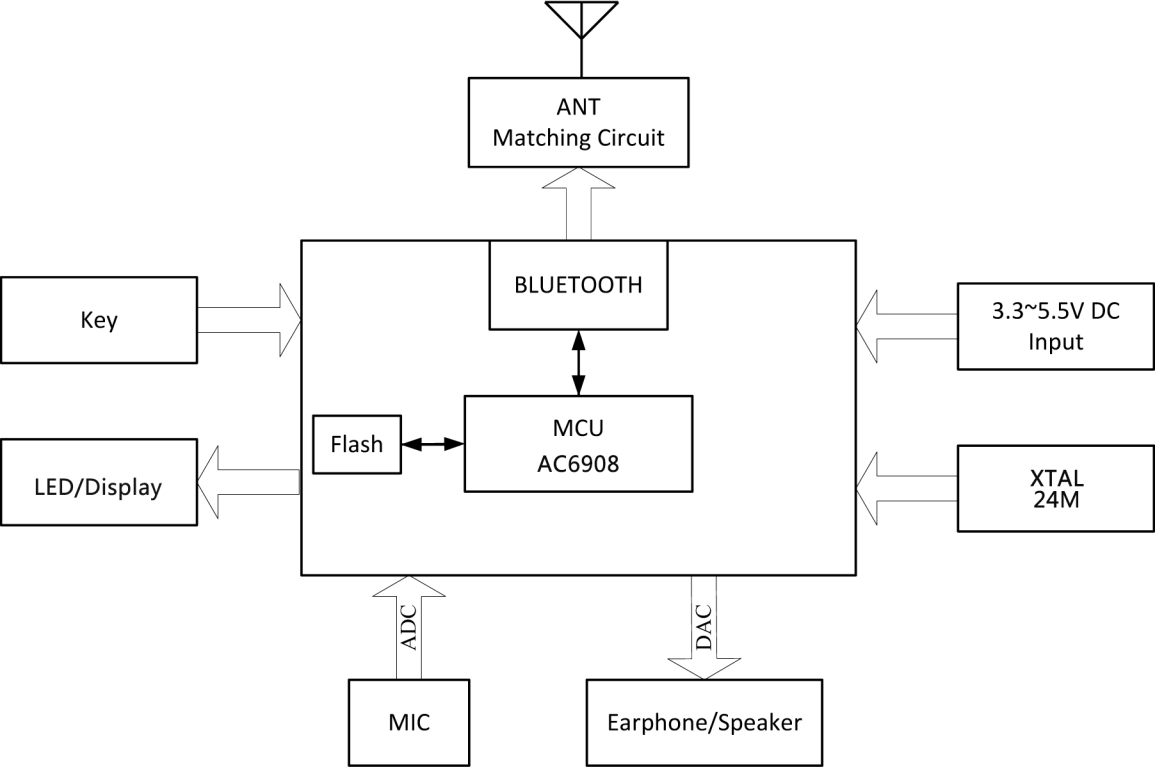 ANT
Matching Circuit
BLUETOOTH
Key
3.3~5.5V DC
Input
MCU
AC6908
Flash
LED/Display
XTAL
24M
ADC
DAC
MIC
Earphone/Speaker